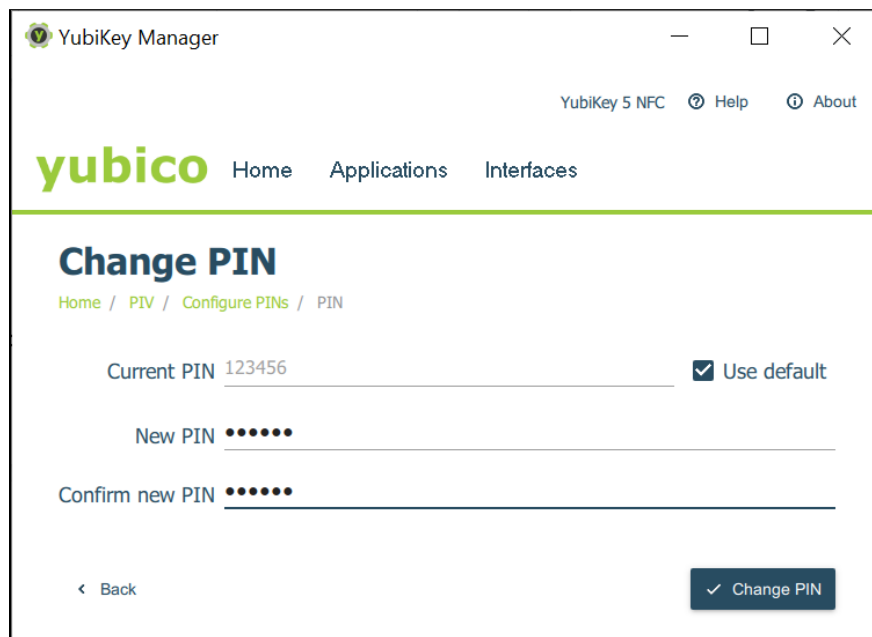 YubiKey Manager
YubiKey 5 NFC Help About
yubico Home Applications Interfaces
Change PIN
Home / PIV / Configure PINs / PIN
Current PIN 123456 Use default
New PIN ••••••
Confirm new PIN ••••••
Back Change PIN